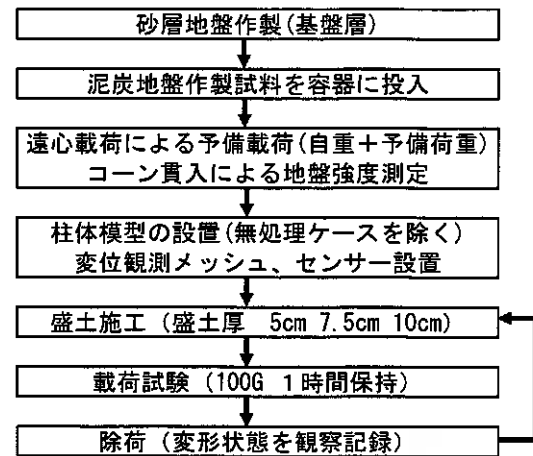 砂層地盤作製(基盤層)
泥炭地盤作製試料を容器に投入
遠心載荷による予備載荷(自重＋予備荷重)
コーン貫入による地盤強度測定
柱体模型の設置(無処理ケースを除く)
変位観測メッシュ、センサー設置
盛土施工 (盛土厚 5cm 7.5cm 10cm)
載荷試験 (100G 1時間保持)
除荷 (変形状態を観察記録)